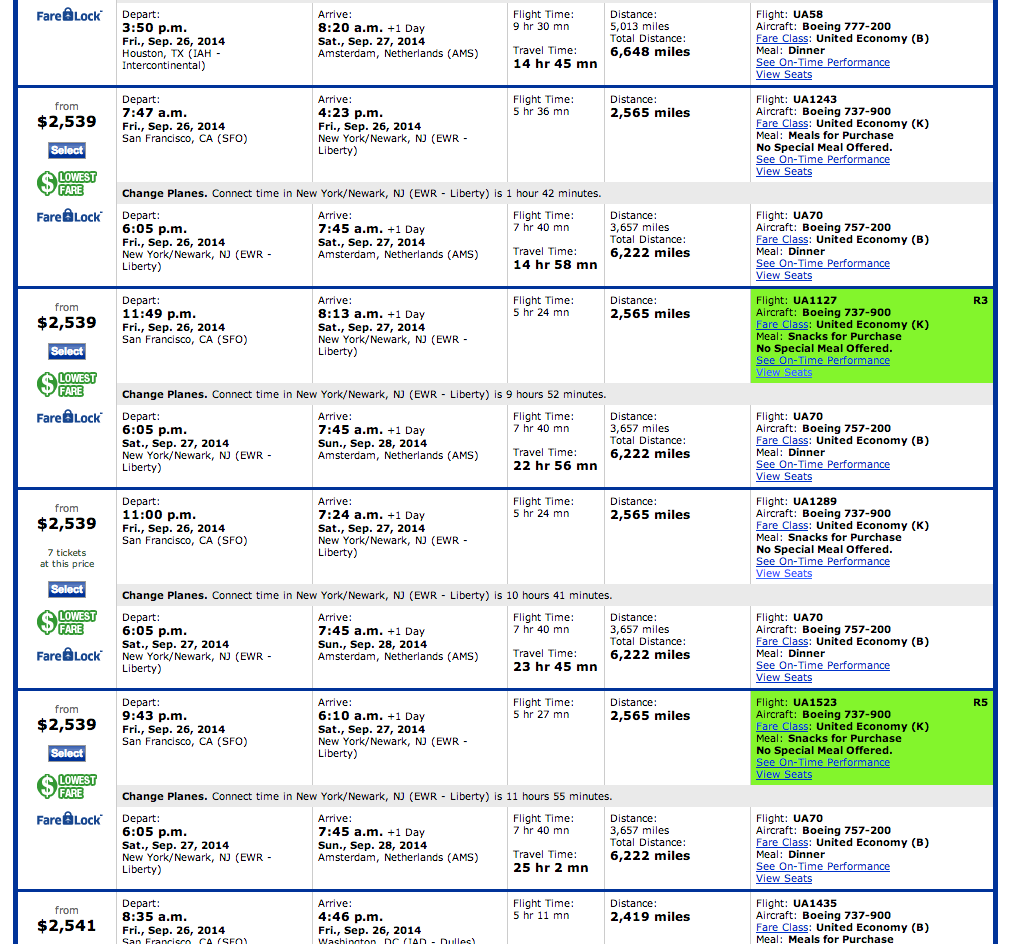 FareLock
Depart:
3:50 p.m.
Fri., Sep. 26, 2014
Houston, TX (IAH -
Intercontinental)
Arrive:
8:20 a.m. +1 Day
Sat., Sep. 27, 2014
Amsterdam, Netherlands (AMS)
Flight Time:
9 hr 30 mn
Travel Time:
14 hr 45 mn
Distance:
5,013 miles
Total Distance:
6,648 miles
Flight: UA58
Aircraft: Boeing 777-200
Fare Class: United Economy (B)
Meal: Dinner
See On-Time Performance
View Seats
from
$2,539
Select
$ LOWEST
FARE
FareLock
Depart:
7:47 a.m.
Fri., Sep. 26, 2014
San Francisco, CA (SFO)
Arrive:
4:23 p.m.
Fri., Sep. 26, 2014
New York/Newark, NJ (EWR -
Liberty)
Flight Time:
5 hr 36 mn
Distance:
2,565 miles
Flight: UA1243
Aircraft: Boeing 737-900
Fare Class: United Economy (K)
Meal: Meals for Purchase
No Special Meal Offered.
See On-Time Performance
View Seats
Change Planes. Connect time in New York/Newark, NJ (EWR - Liberty) is 1 hour 42 minutes.
Depart:
6:05 p.m.
Fri., Sep. 26, 2014
New York/Newark, NJ (EWR -
Liberty)
Arrive:
7:45 a.m. +1 Day
Sat., Sep. 27, 2014
Amsterdam, Netherlands (AMS)
Flight Time:
7 hr 40 mn
Travel Time:
14 hr 58 mn
Distance:
3,657 miles
Total Distance:
6,222 miles
Flight: UA70
Aircraft: Boeing 757-200
Fare Class: United Economy (B)
Meal: Dinner
See On-Time Performance
View Seats
from
$2,539
Select
$ LOWEST
FARE
FareLock
Depart:
11:49 p.m.
Fri., Sep. 26, 2014
San Francisco, CA (SFO)
Arrive:
8:13 a.m. +1 Day
Sat., Sep. 27, 2014
New York/Newark, NJ (EWR -
Liberty)
Flight Time:
5 hr 24 mn
Distance:
2,565 miles
Flight: UA1127 R3
Aircraft: Boeing 737-900
Fare Class: United Economy (K)
Meal: Snacks for Purchase
No Special Meal Offered.
See On-Time Performance
View Seats
Change Planes. Connect time in New York/Newark, NJ (EWR - Liberty) is 9 hours 52 minutes.
Depart:
6:05 p.m.
Sat., Sep. 27, 2014
New York/Newark, NJ (EWR -
Liberty)
Arrive:
7:45 a.m. +1 Day
Sun., Sep. 28, 2014
Amsterdam, Netherlands (AMS)
Flight Time:
7 hr 40 mn
Travel Time:
22 hr 56 mn
Distance:
3,657 miles
Total Distance:
6,222 miles
Flight: UA70
Aircraft: Boeing 757-200
Fare Class: United Economy (B)
Meal: Dinner
See On-Time Performance
View Seats
from
$2,539
7 tickets
at this price
Select
$ LOWEST
FARE
FareLock
Depart:
11:00 p.m.
Fri., Sep. 26, 2014
San Francisco, CA (SFO)
Arrive:
7:24 a.m. +1 Day
Sat., Sep. 27, 2014
New York/Newark, NJ (EWR -
Liberty)
Flight Time:
5 hr 24 mn
Distance:
2,565 miles
Flight: UA1289
Aircraft: Boeing 737-900
Fare Class: United Economy (K)
Meal: Snacks for Purchase
No Special Meal Offered.
See On-Time Performance
View Seats
Change Planes. Connect time in New York/Newark, NJ (EWR - Liberty) is 10 hours 41 minutes.
Depart:
6:05 p.m.
Sat., Sep. 27, 2014
New York/Newark, NJ (EWR -
Liberty)
Arrive:
7:45 a.m. +1 Day
Sun., Sep. 28, 2014
Amsterdam, Netherlands (AMS)
Flight Time:
7 hr 40 mn
Travel Time:
23 hr 45 mn
Distance:
3,657 miles
Total Distance:
6,222 miles
Flight: UA70
Aircraft: Boeing 757-200
Fare Class: United Economy (B)
Meal: Dinner
See On-Time Performance
View Seats
from
$2,539
Select
$ LOWEST
FARE
FareLock
Depart:
9:43 p.m.
Fri., Sep. 26, 2014
San Francisco, CA (SFO)
Arrive:
6:10 a.m. +1 Day
Sat., Sep. 27, 2014
New York/Newark, NJ (EWR -
Liberty)
Flight Time:
5 hr 27 mn
Distance:
2,565 miles
Flight: UA1523 R5
Aircraft: Boeing 737-900
Fare Class: United Economy (K)
Meal: Snacks for Purchase
No Special Meal Offered.
See On-Time Performance
View Seats
Change Planes. Connect time in New York/Newark, NJ (EWR - Liberty) is 11 hours 55 minutes.
Depart:
6:05 p.m.
Sat., Sep. 27, 2014
New York/Newark, NJ (EWR -
Liberty)
Arrive:
7:45 a.m. +1 Day
Sun., Sep. 28, 2014
Amsterdam, Netherlands (AMS)
Flight Time:
7 hr 40 mn
Travel Time:
25 hr 2 mn
Distance:
3,657 miles
Total Distance:
6,222 miles
Flight: UA70
Aircraft: Boeing 757-200
Fare Class: United Economy (B)
Meal: Dinner
See On-Time Performance
View Seats
from
$2,541
Depart:
8:35 a.m.
Fri., Sep. 26, 2014
San Francisco, CA (SFO)
Arrive:
4:46 p.m.
Fri., Sep. 26, 2014
Washington, DC (IAD - Dulles)
Flight Time:
5 hr 11 mn
Distance:
2,419 miles
Flight: UA1435
Aircraft: Boeing 737-900
Fare Class: United Economy (K)
Meal: Meals for Purchase